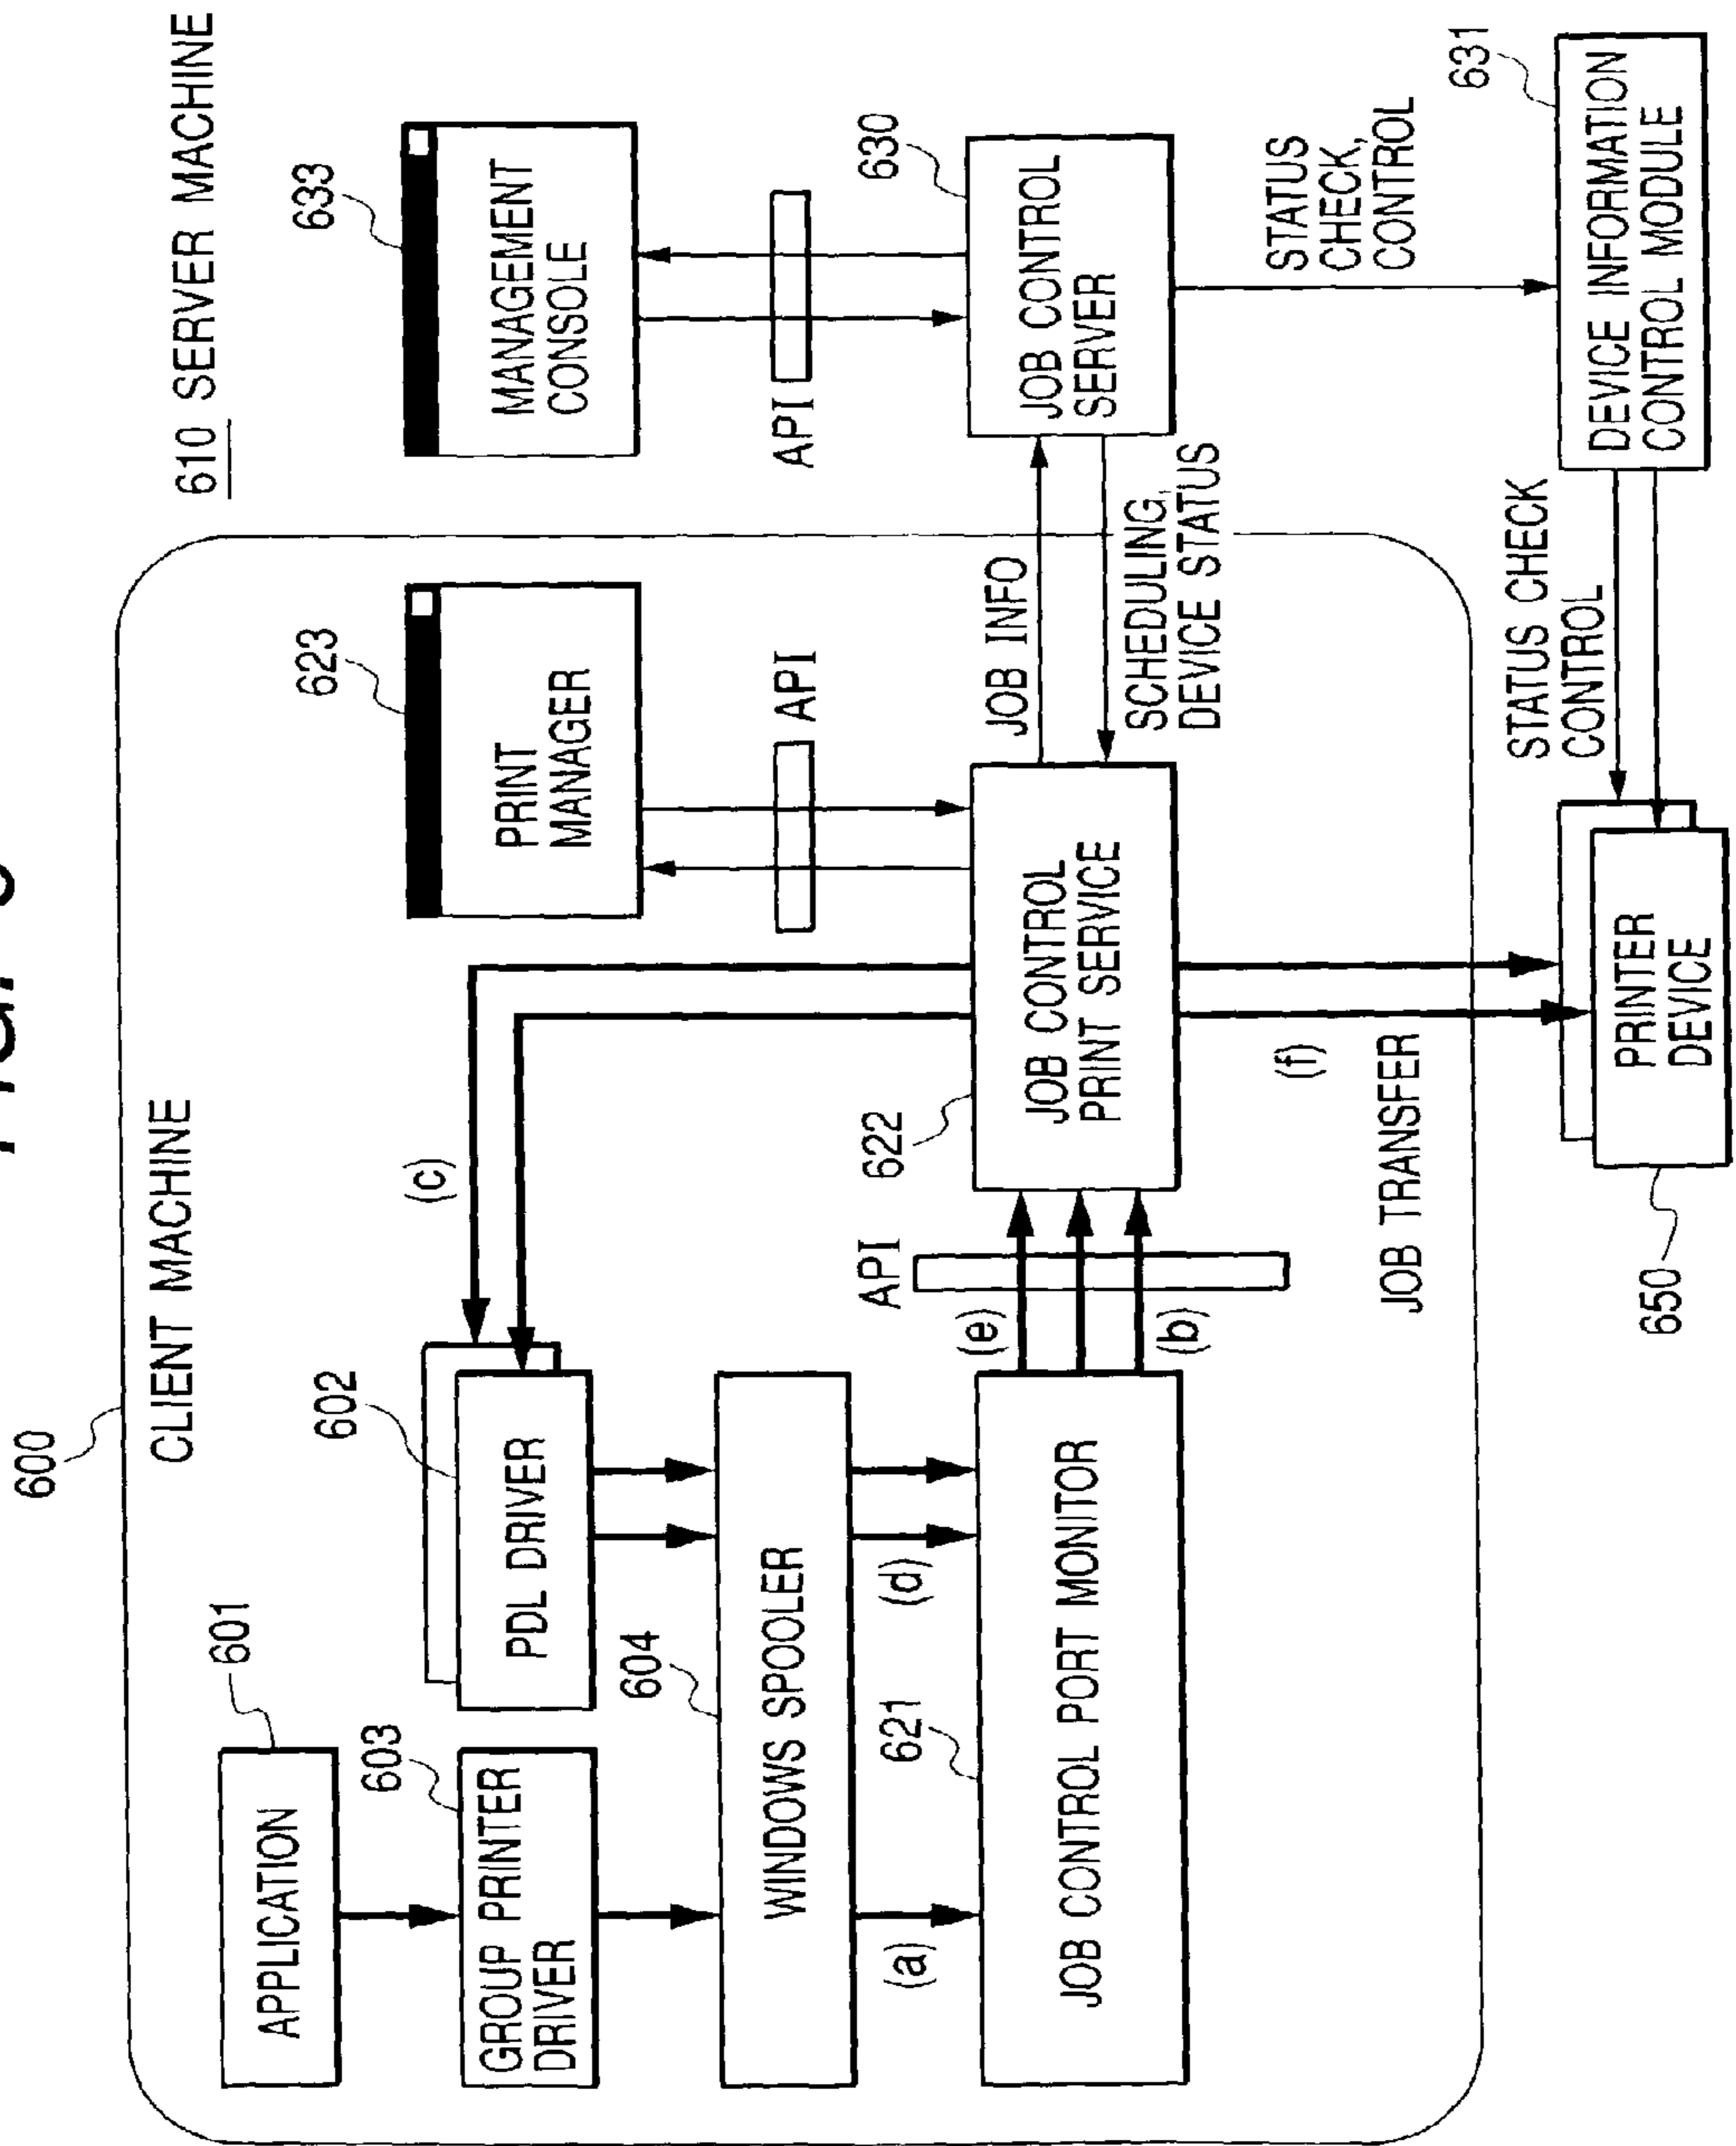 600
CLIENT MACHINE
610 SERVER MACHINE
601
APPLICATION
603
GROUP PRINTER
DRIVER
602
PDL DRIVER
(c)
623
PRINT
MANAGER
633
MANAGEMENT
CONSOLE
604
WINDOWS SPOOLER
API
API
(a)
(d)
621
JOB CONTROL PORT MONITOR
API
(e)
(b)
622
JOB CONTROL
PRINT SERVICE
JOB INFO
SCHEDULING,
DEVICE STATUS
630
JOB CONTROL
SERVER
STATUS
CHECK,
CONTROL
(f)
JOB TRANSFER
650
PRINTER
DEVICE
STATUS CHECK
CONTROL
631
DEVICE INFORMATION
CONTROL MODULE